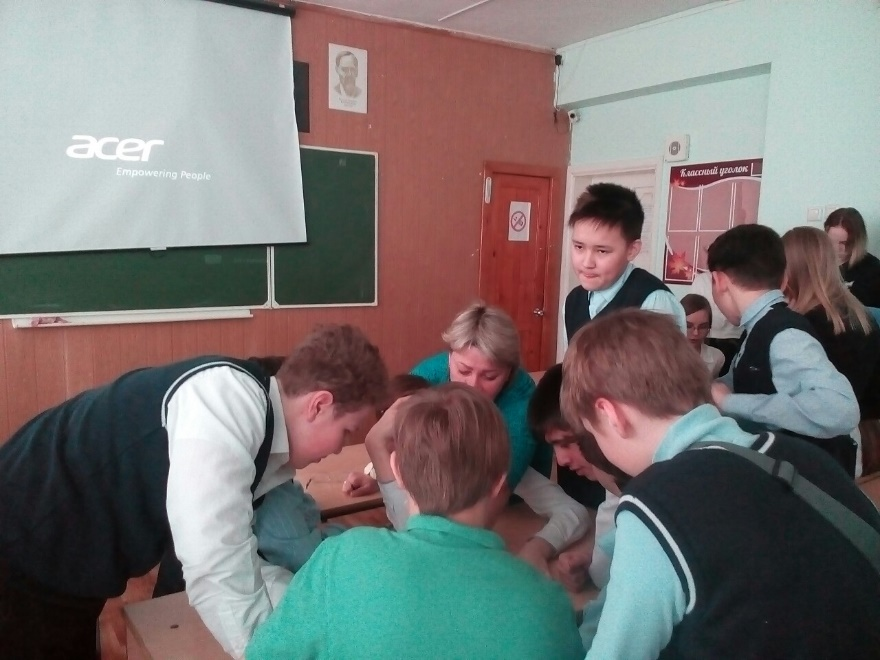 acer
Empowering People
Классный уголок